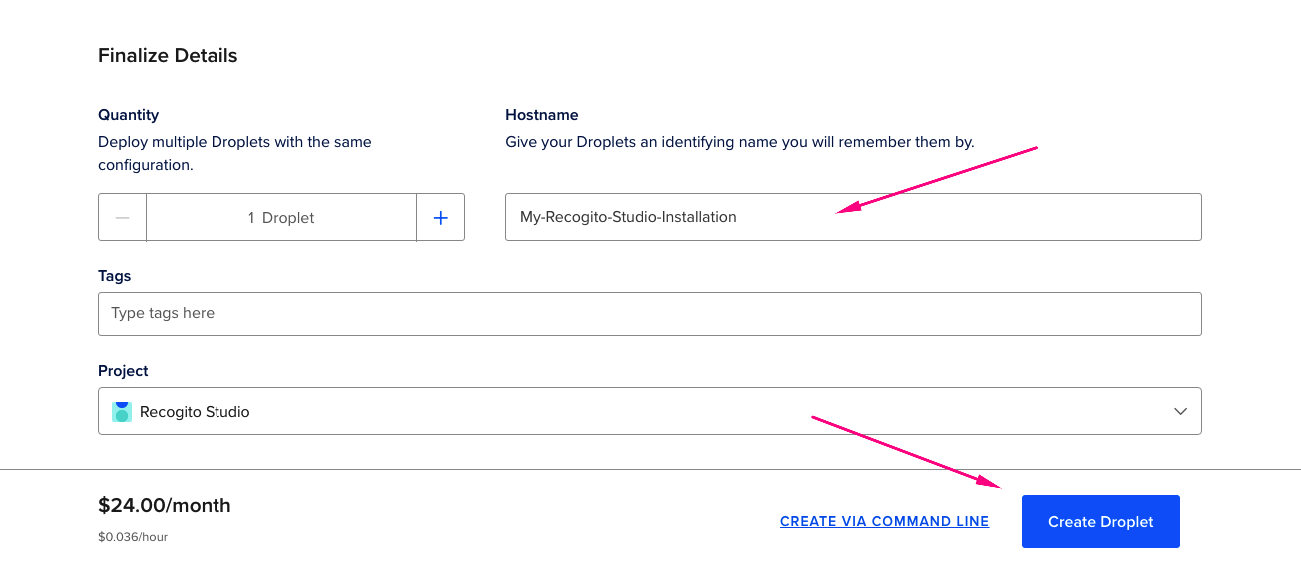 Finalize Details
Quantity
Deploy multiple Droplets with the same
configuration.
Hostname
Give your Droplets an identifying name you will remember them by.
1 Droplet
My-Recogito-Studio-Installation
Tags
Type tags here
Project
Recogito Studio
$24.00/month
$0.036/hour
CREATE VIA COMMAND LINE
Create Droplet